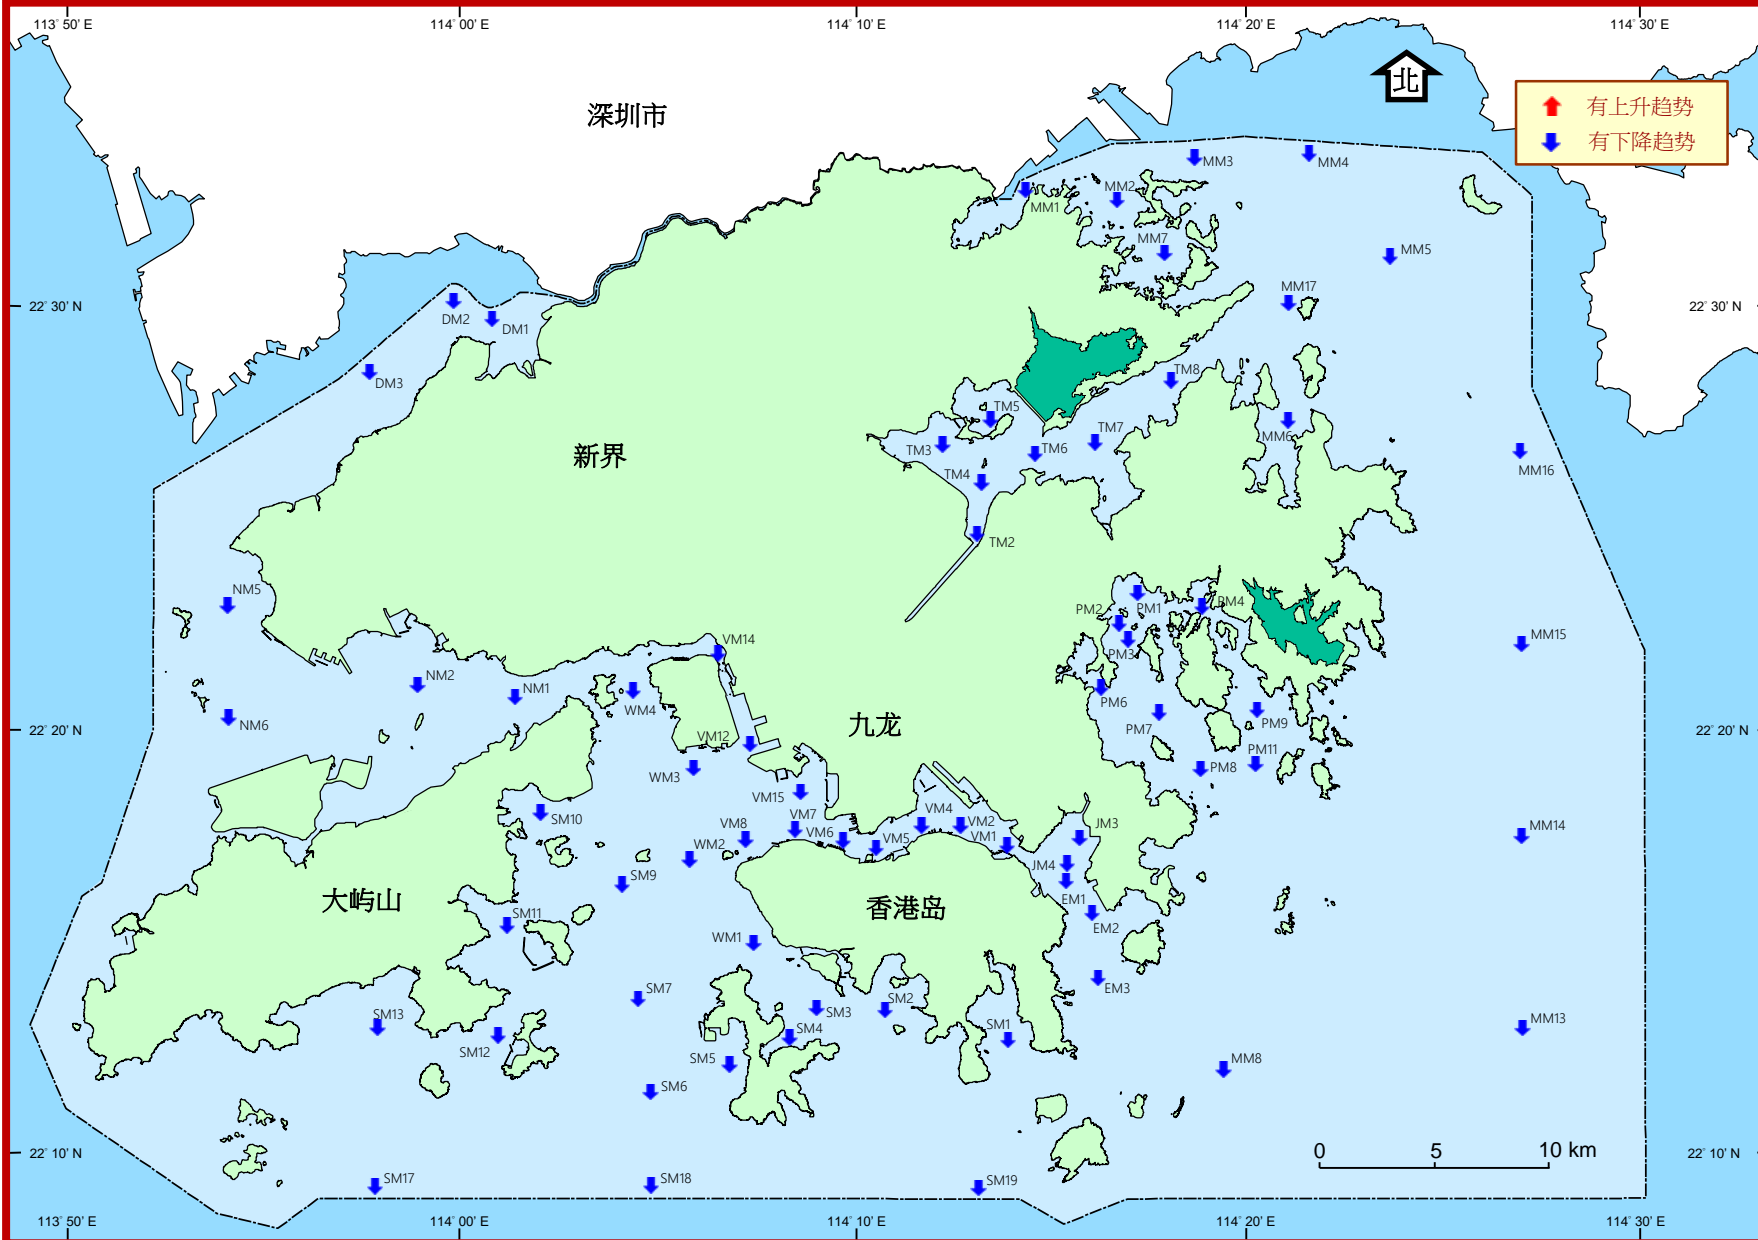 113° 50' E
114° 00' E
114° 10' E
114° 20' E
114° 30' E
北
深圳市
有上升趋势
有下降趋势
MM3
MM4
MM2
MM1
MM7
MM5
MM17
22° 30' N
22° 30' N
DM2
DM1
DM3
TM8
TM5
TM7
MM6
TM3
TM6
新界
MM16
TM4
TM2
NM5
PM2
PM1
PM4
VM14
PM3
MM15
NM2
NM1
WM4
PM6
NM6
九龙
PM7
PM9
22° 20' N
22° 20' N
VM12
PM11
WM3
PM8
VM15
SM10
VM7
VM4
VM2
JM3
MM14
VM8
VM6
VM5
VM1
WM2
JM4
SM9
大屿山
EM1
香港岛
SM11
EM2
WM1
EM3
SM7
SM2
SM13
SM3
MM13
SM4
SM1
SM12
SM5
MM8
SM6
0
5
10 km
22° 10' N
22° 10' N
SM17
SM18
SM19
113° 50' E
114° 00' E
114° 10' E
114° 20' E
114° 30' E